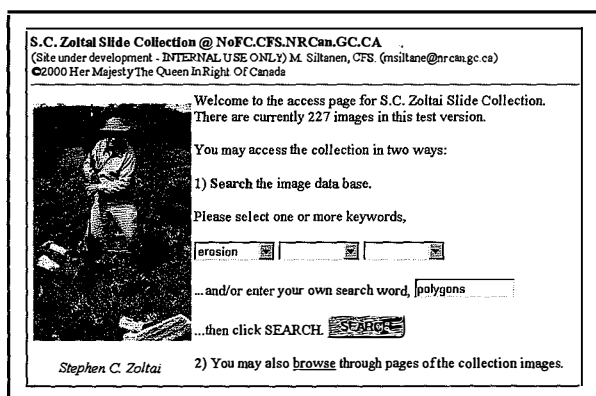 S.C. Zoltai Slide Collection @ NoFC.CFS.NRCan.GC.CA
(Site under development - INTERNAL USE ONLY) M. Siltanen, CFS. (msiltane@nrcan.gc.ca)
©2000 Her Majesty The Queen In Right Of Canada
Welcome to the access page for S.C. Zoltai Slide Collection.
There are currently 227 images in this test version.
You may access the collection in two ways:
1) Search the image data base.
Please select one or more keywords,
erosion
...and/or enter your own search word, polygons
...then click SEARCH. SEARCH
Stephen C. Zoltai
2) You may also browse through pages of the collection images.